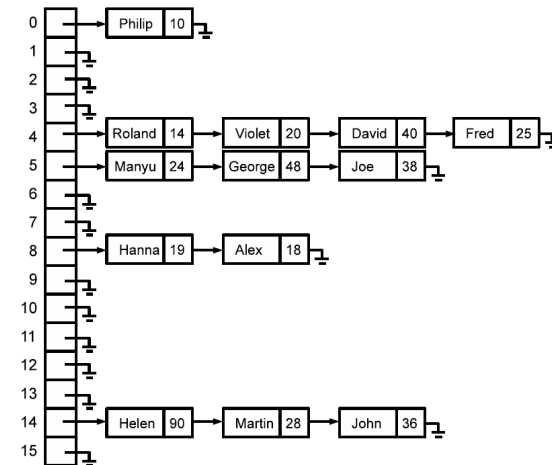 0 Philip 10
1
2
3
4 Roland 14 Violet 20 David 40 Fred 25
5 Manyu 24 George 48 Joe 38
6
7
8 Hanna 19 Alex 18
9
10
11
12
13
14 Helen 90 Martin 28 John 36
15